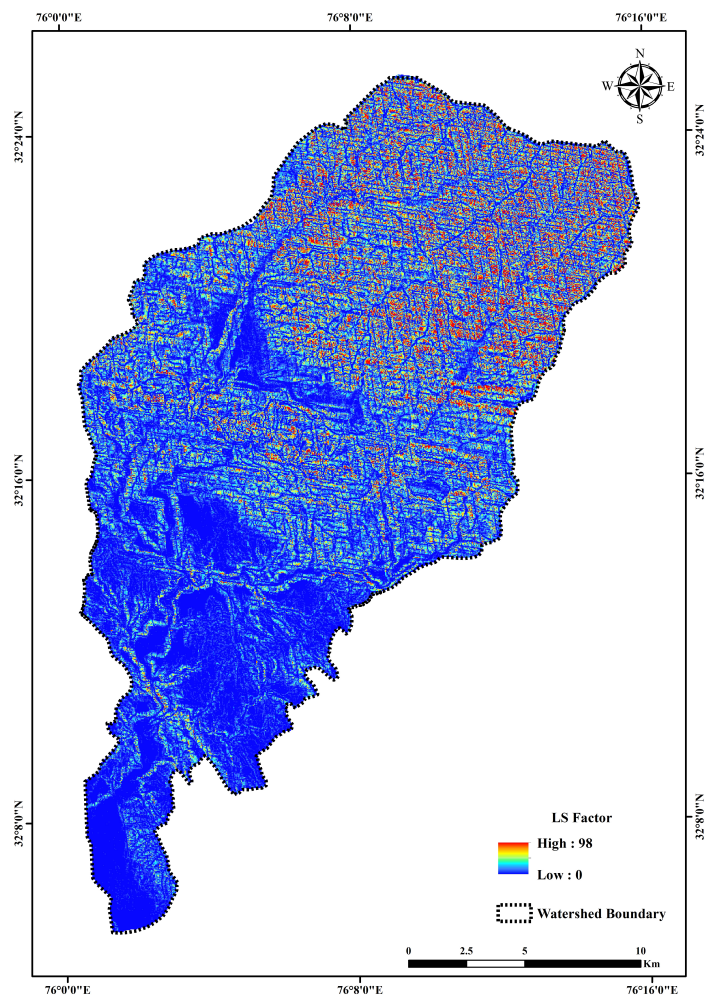 76°0'0"E 76°8'0"E 76°16'0"E
N
W E
S
32°24'0"N 32°24'0"N
32°16'0"N 32°16'0"N
32°8'0"N 32°8'0"N
LS Factor
High : 98
Low : 0
Watershed Boundary
0 2.5 5 10
Km
76°0'0"E 76°8'0"E 76°16'0"E